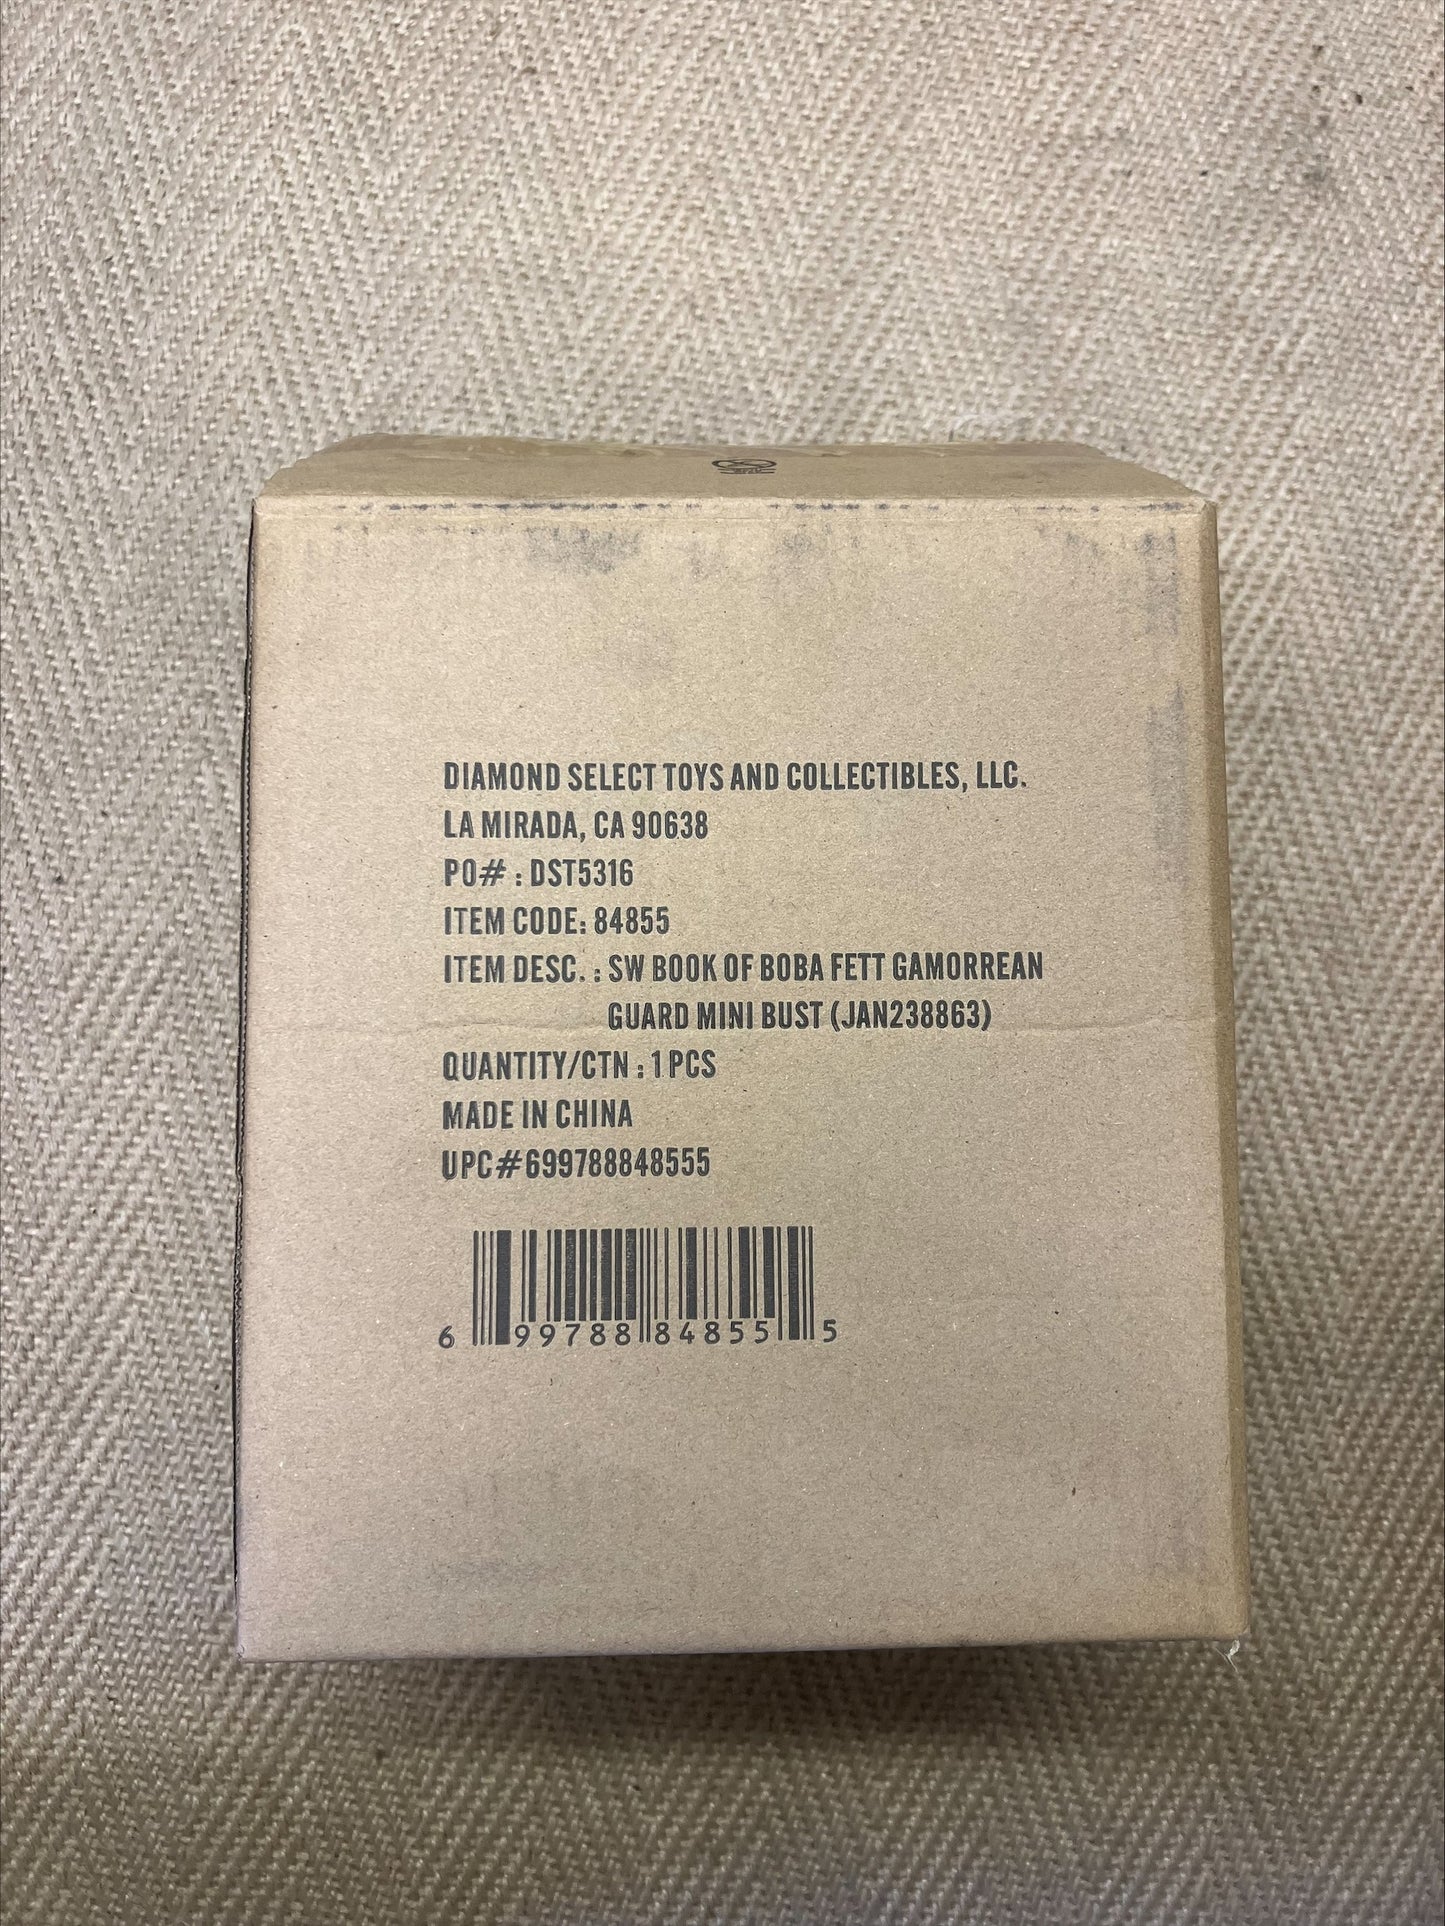 DIAMOND SELECT TOYS AND COLLECTIBLES, LLC.
LA MIRADA, CA 90638
PO# : DST5316
ITEM CODE: 84855
ITEM DESC. : SW BOOK OF BOBA FETT GAMORREAN
GUARD MINI BUST (JAN238863)
QUANTITY/CTN : 1 PCS
MADE IN CHINA
UPC#699788848555
6 99788 84855 5